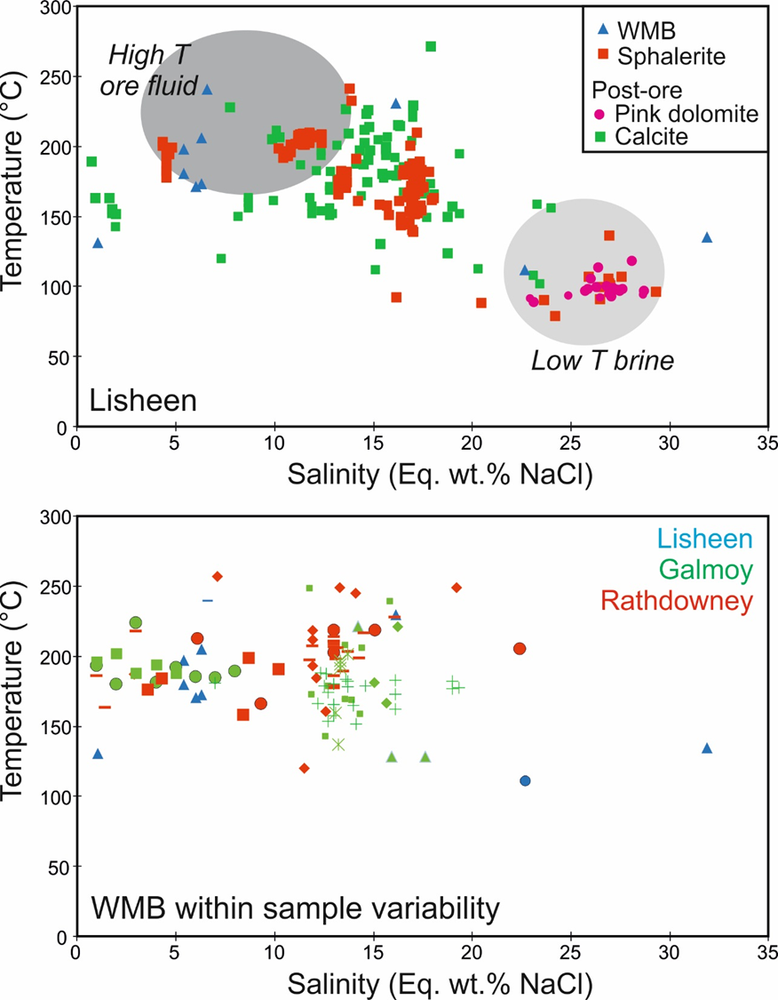 300
250
200
150
100
50
0
Temperature (°C)
High T
ore fluid
WMB
Sphalerite
Post-ore
Pink dolomite
Calcite
Low T brine
Lisheen
0 5 10 15 20 25 30 35
Salinity (Eq. wt.% NaCl)
300
250
200
150
100
50
0
Temperature (°C)
Lisheen
Galmoy
Rathdowney
WMB within sample variability
0 5 10 15 20 25 30 35
Salinity (Eq. wt.% NaCl)